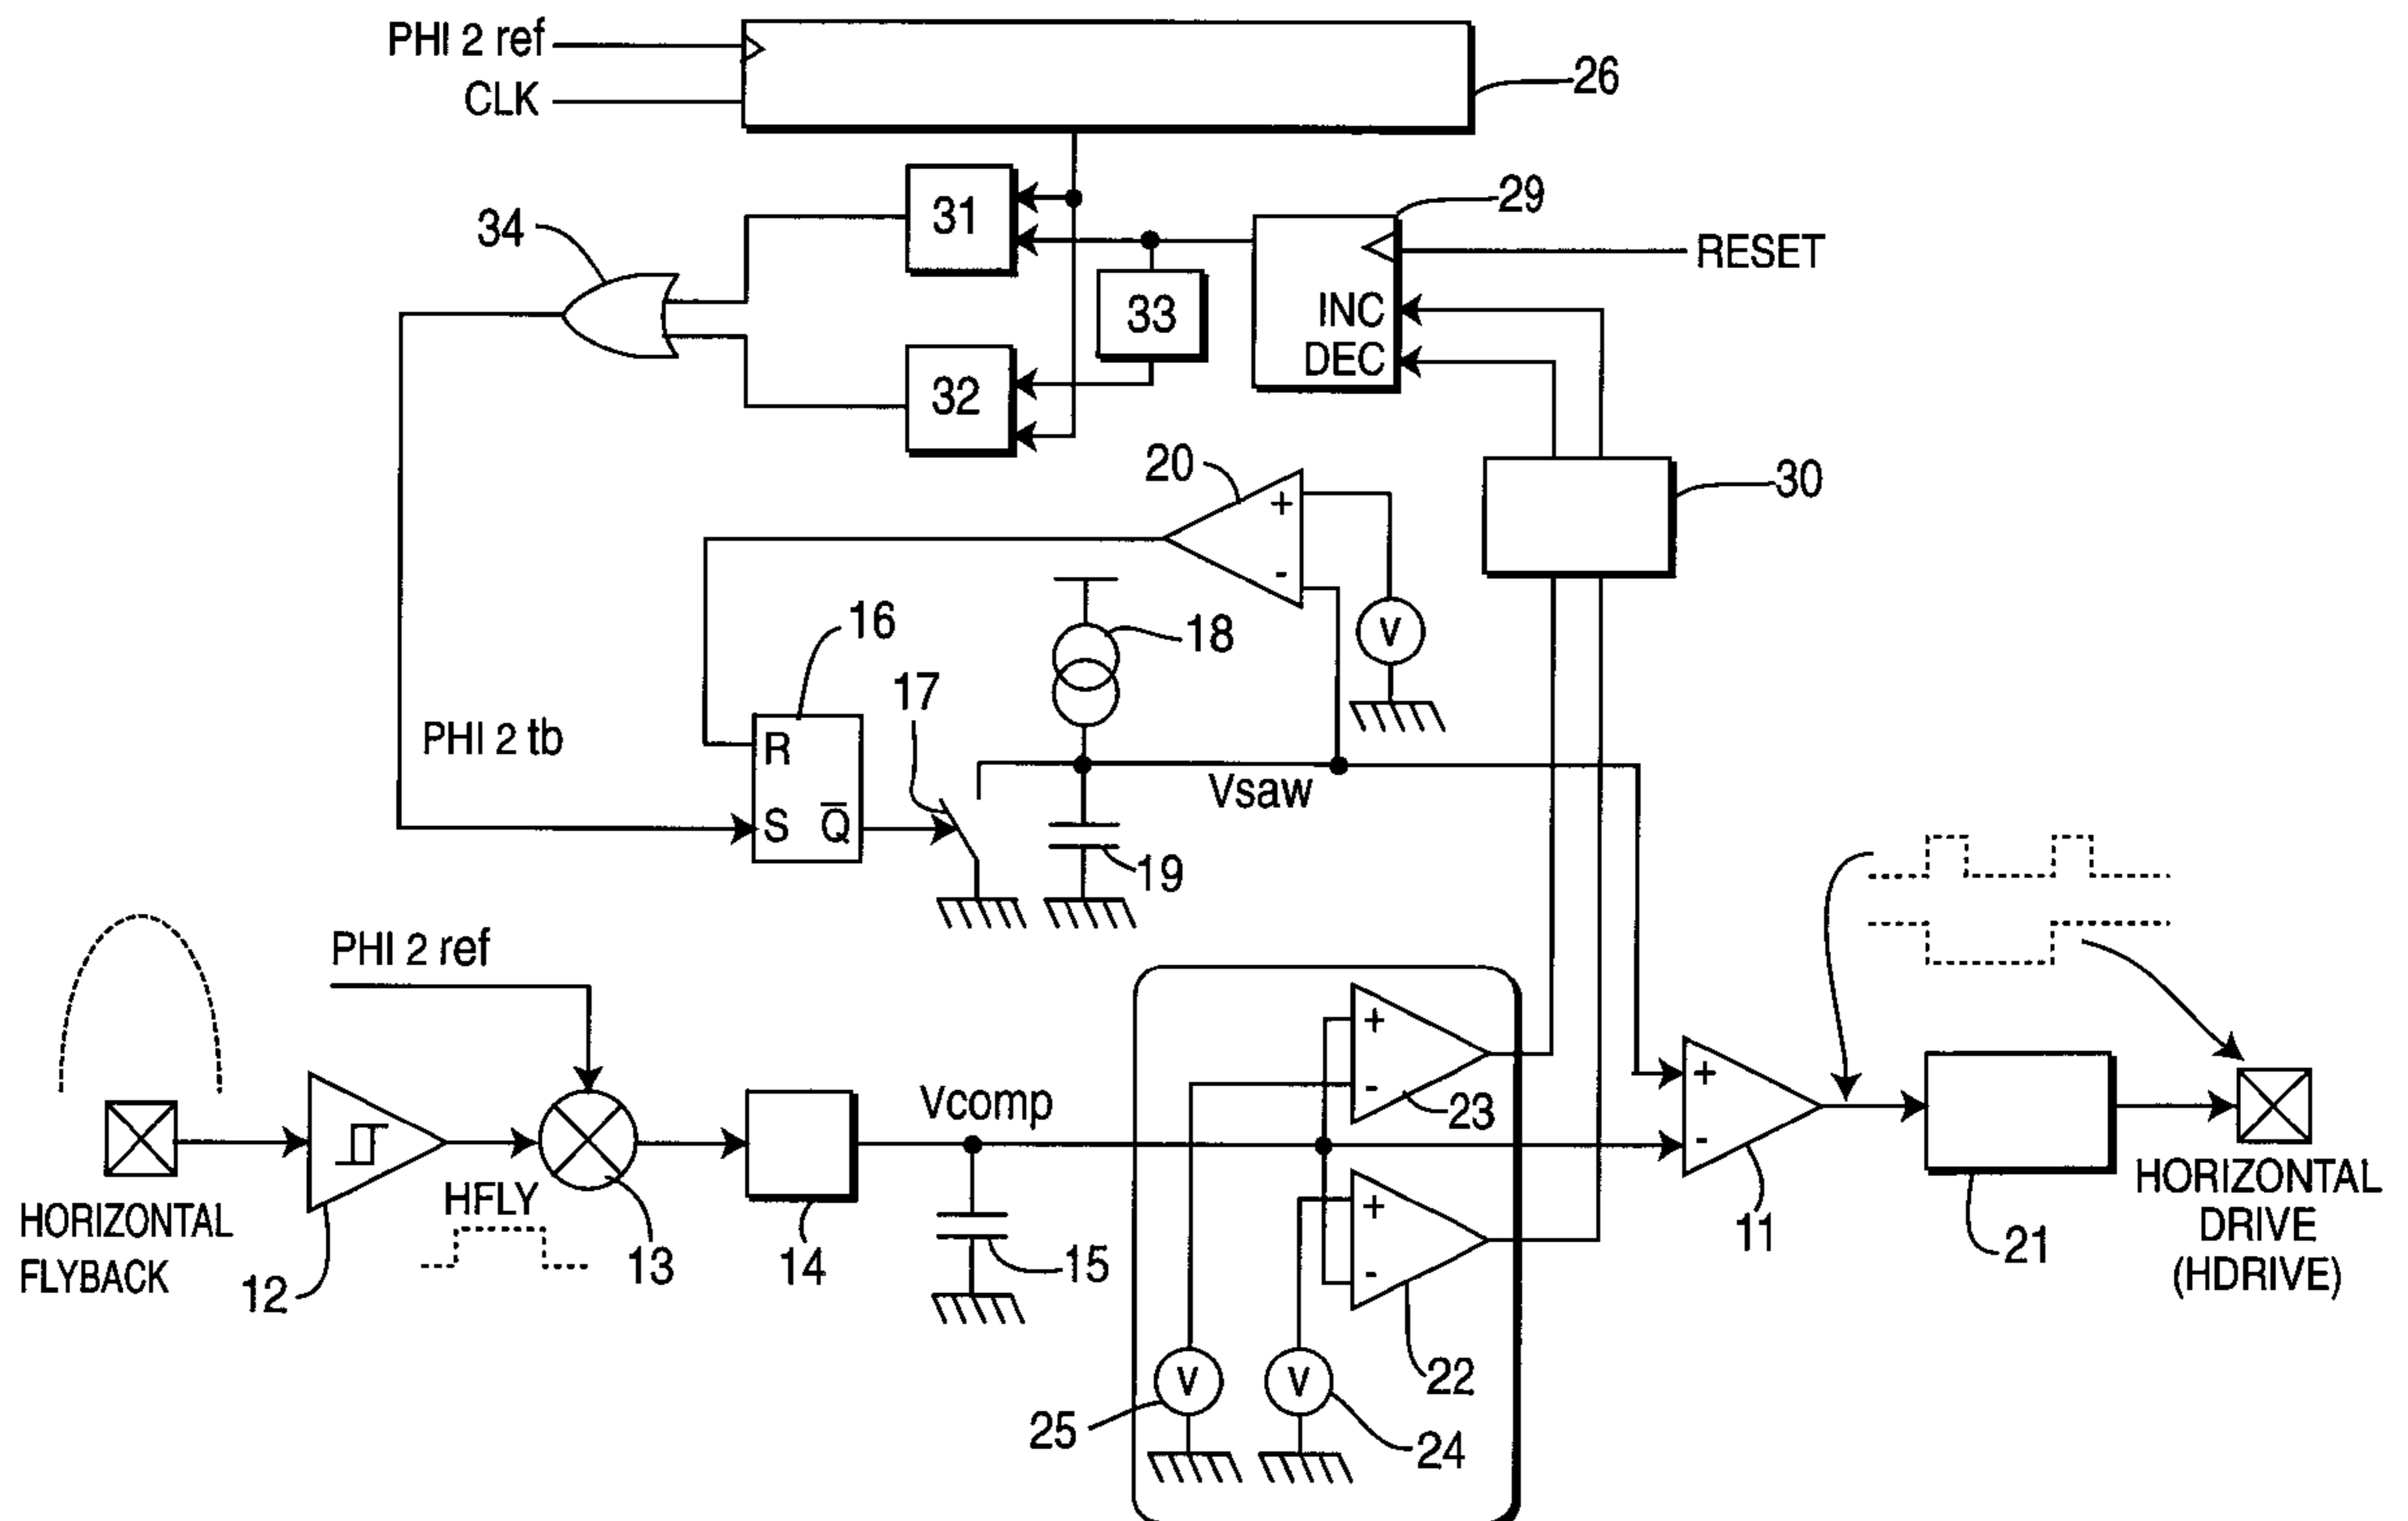 PHI 2 ref
CLK
26
31
29
34
RESET
33
INC
DEC
32
20
+
-
30
V
18
16
17
PHI 2 tb
R
S Q̅
Vsaw
19
PHI 2 ref
+
-
23
Vcomp
+
-
11
HFLY
HORIZONTAL
FLYBACK
12
13
14
15
+
-
22
21
HORIZONTAL
DRIVE
(HDRIVE)
V
V
25
24